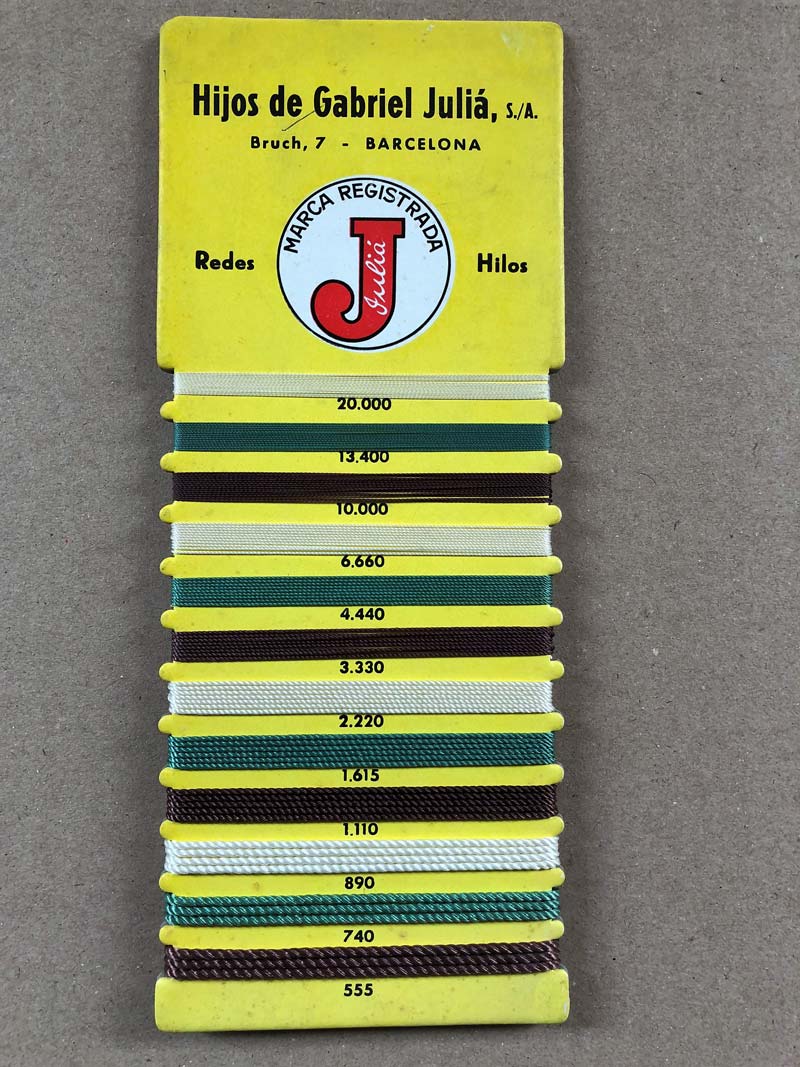 Hijos de Gabriel Juliá, S./A.
Bruch, 7 - BARCELONA
MARCA REGISTRADA
Juliá
Redes
Hilos
20.000
13.400
10.000
6.660
4.440
3.330
2.220
1.615
1.110
890
740
555